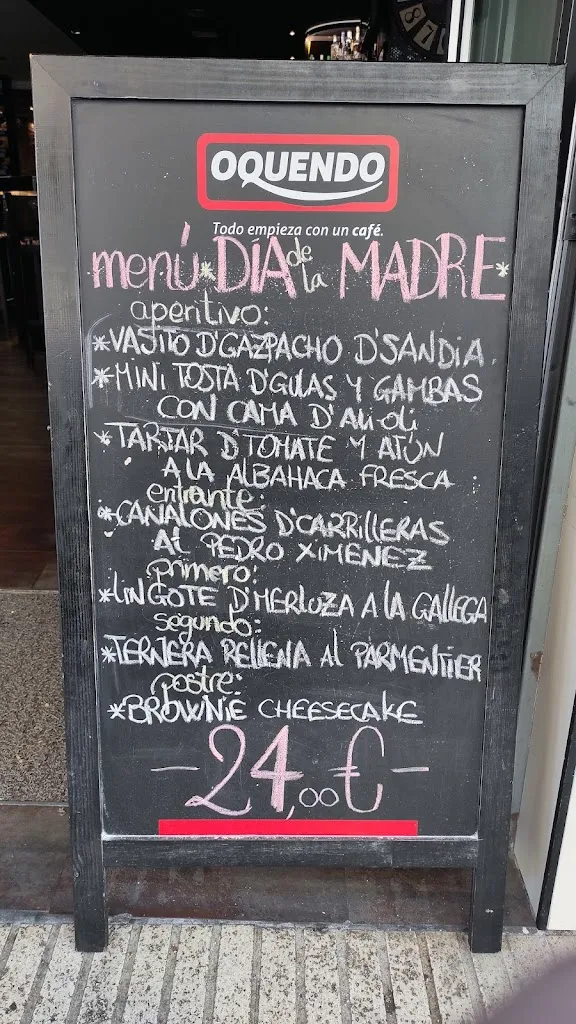 OQUENDO
Todo empieza con un café.
menú *DÍA de la MADRE*
aperitivo:
*VASITO D'GAZPACHO D'SANDIA.
*MINI TOSTA D'GULAS Y GAMBAS
CON CAMA D'ALIOLI
*TARTAR D'TOMATE Y ATÚN
A LA ALBAHACA FRESCA
entrante:
*CANALONES D'CARRILLERAS
AL PEDRO XIMENEZ
primero:
*LINGOTE D'MERLUZA A LA GALLEGA
segundo:
*TERNERA RELLENA AL PARMENTIER
postre:
*BROWNIE CHEESECAKE
-24,00€-
87